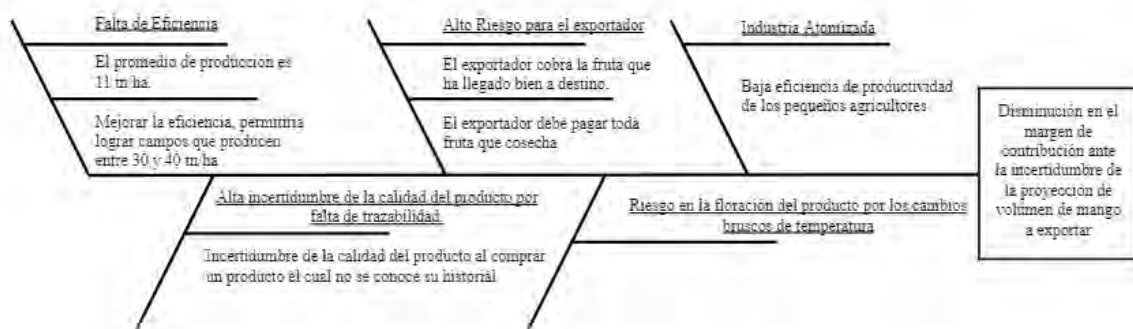 Falta de Eficiencia
El promedio de producción es
11 m/ha.
Mejorar la eficiencia, permitiría
lograr campos que producen
entre 30 y 40 m/ha
Alto Riesgo para el exportador
El exportador cobra la fruta que
ha llegado bien a destino.
El exportador debe pagar toda
fruta que cosecha
Industria Atomizada
Baja eficiencia de productividad
de los pequeños agricultores
Disminución en el
margen de
contribución ante
la incertidumbre de
la proyección de
volumen de mango
a exportar
Alta incertidumbre de la calidad del producto por
falta de trazabilidad.
Incertidumbre de la calidad del producto al comprar
un producto el cual no se conoce su historial
Riesgo en la floración del producto por los cambios
bruscos de temperatura